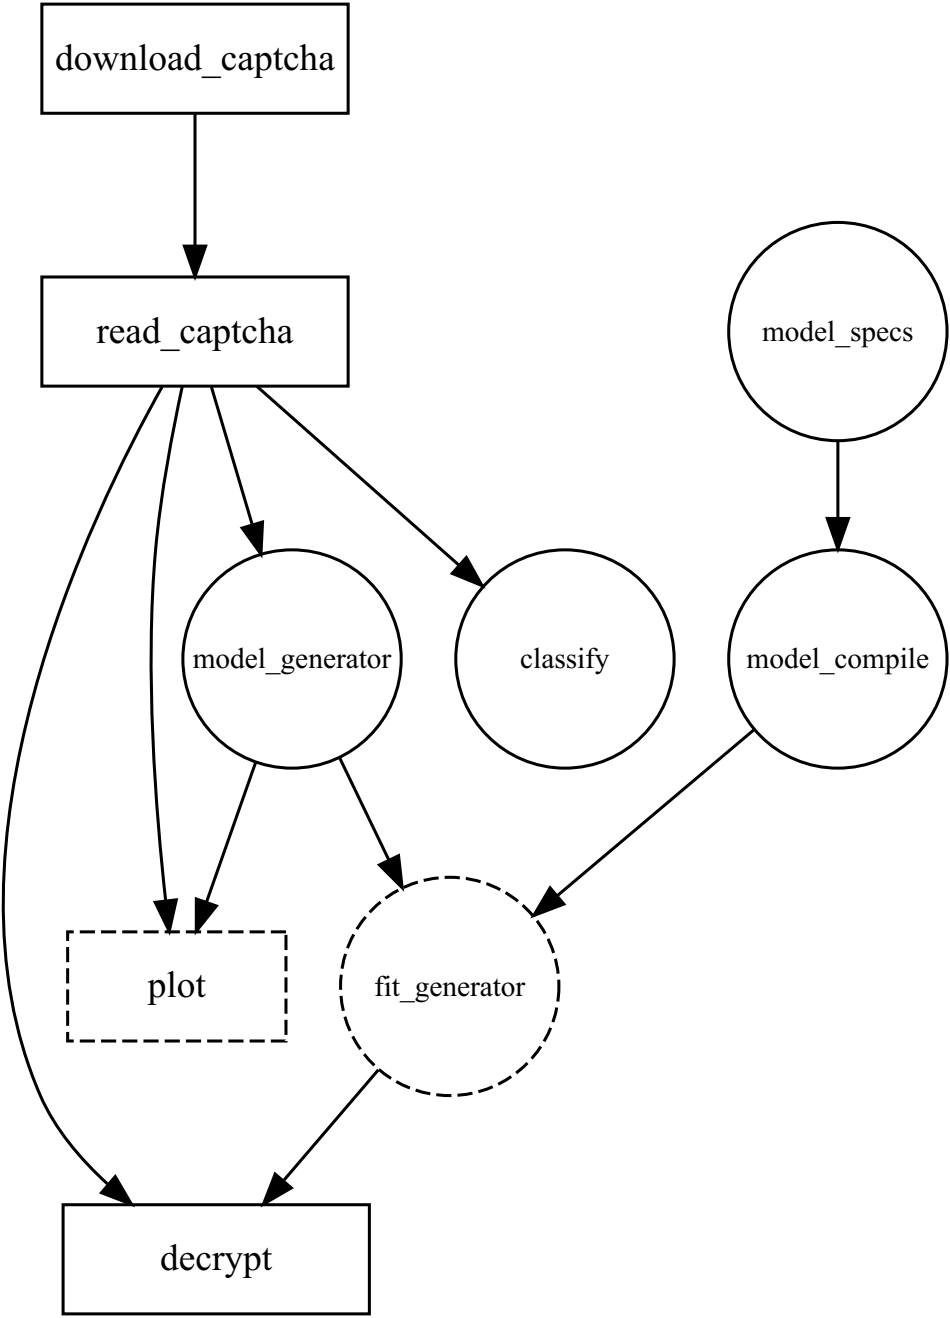 download_captcha
read_captcha
model_specs
model_generator
classify
model_compile
plot
fit_generator
decrypt